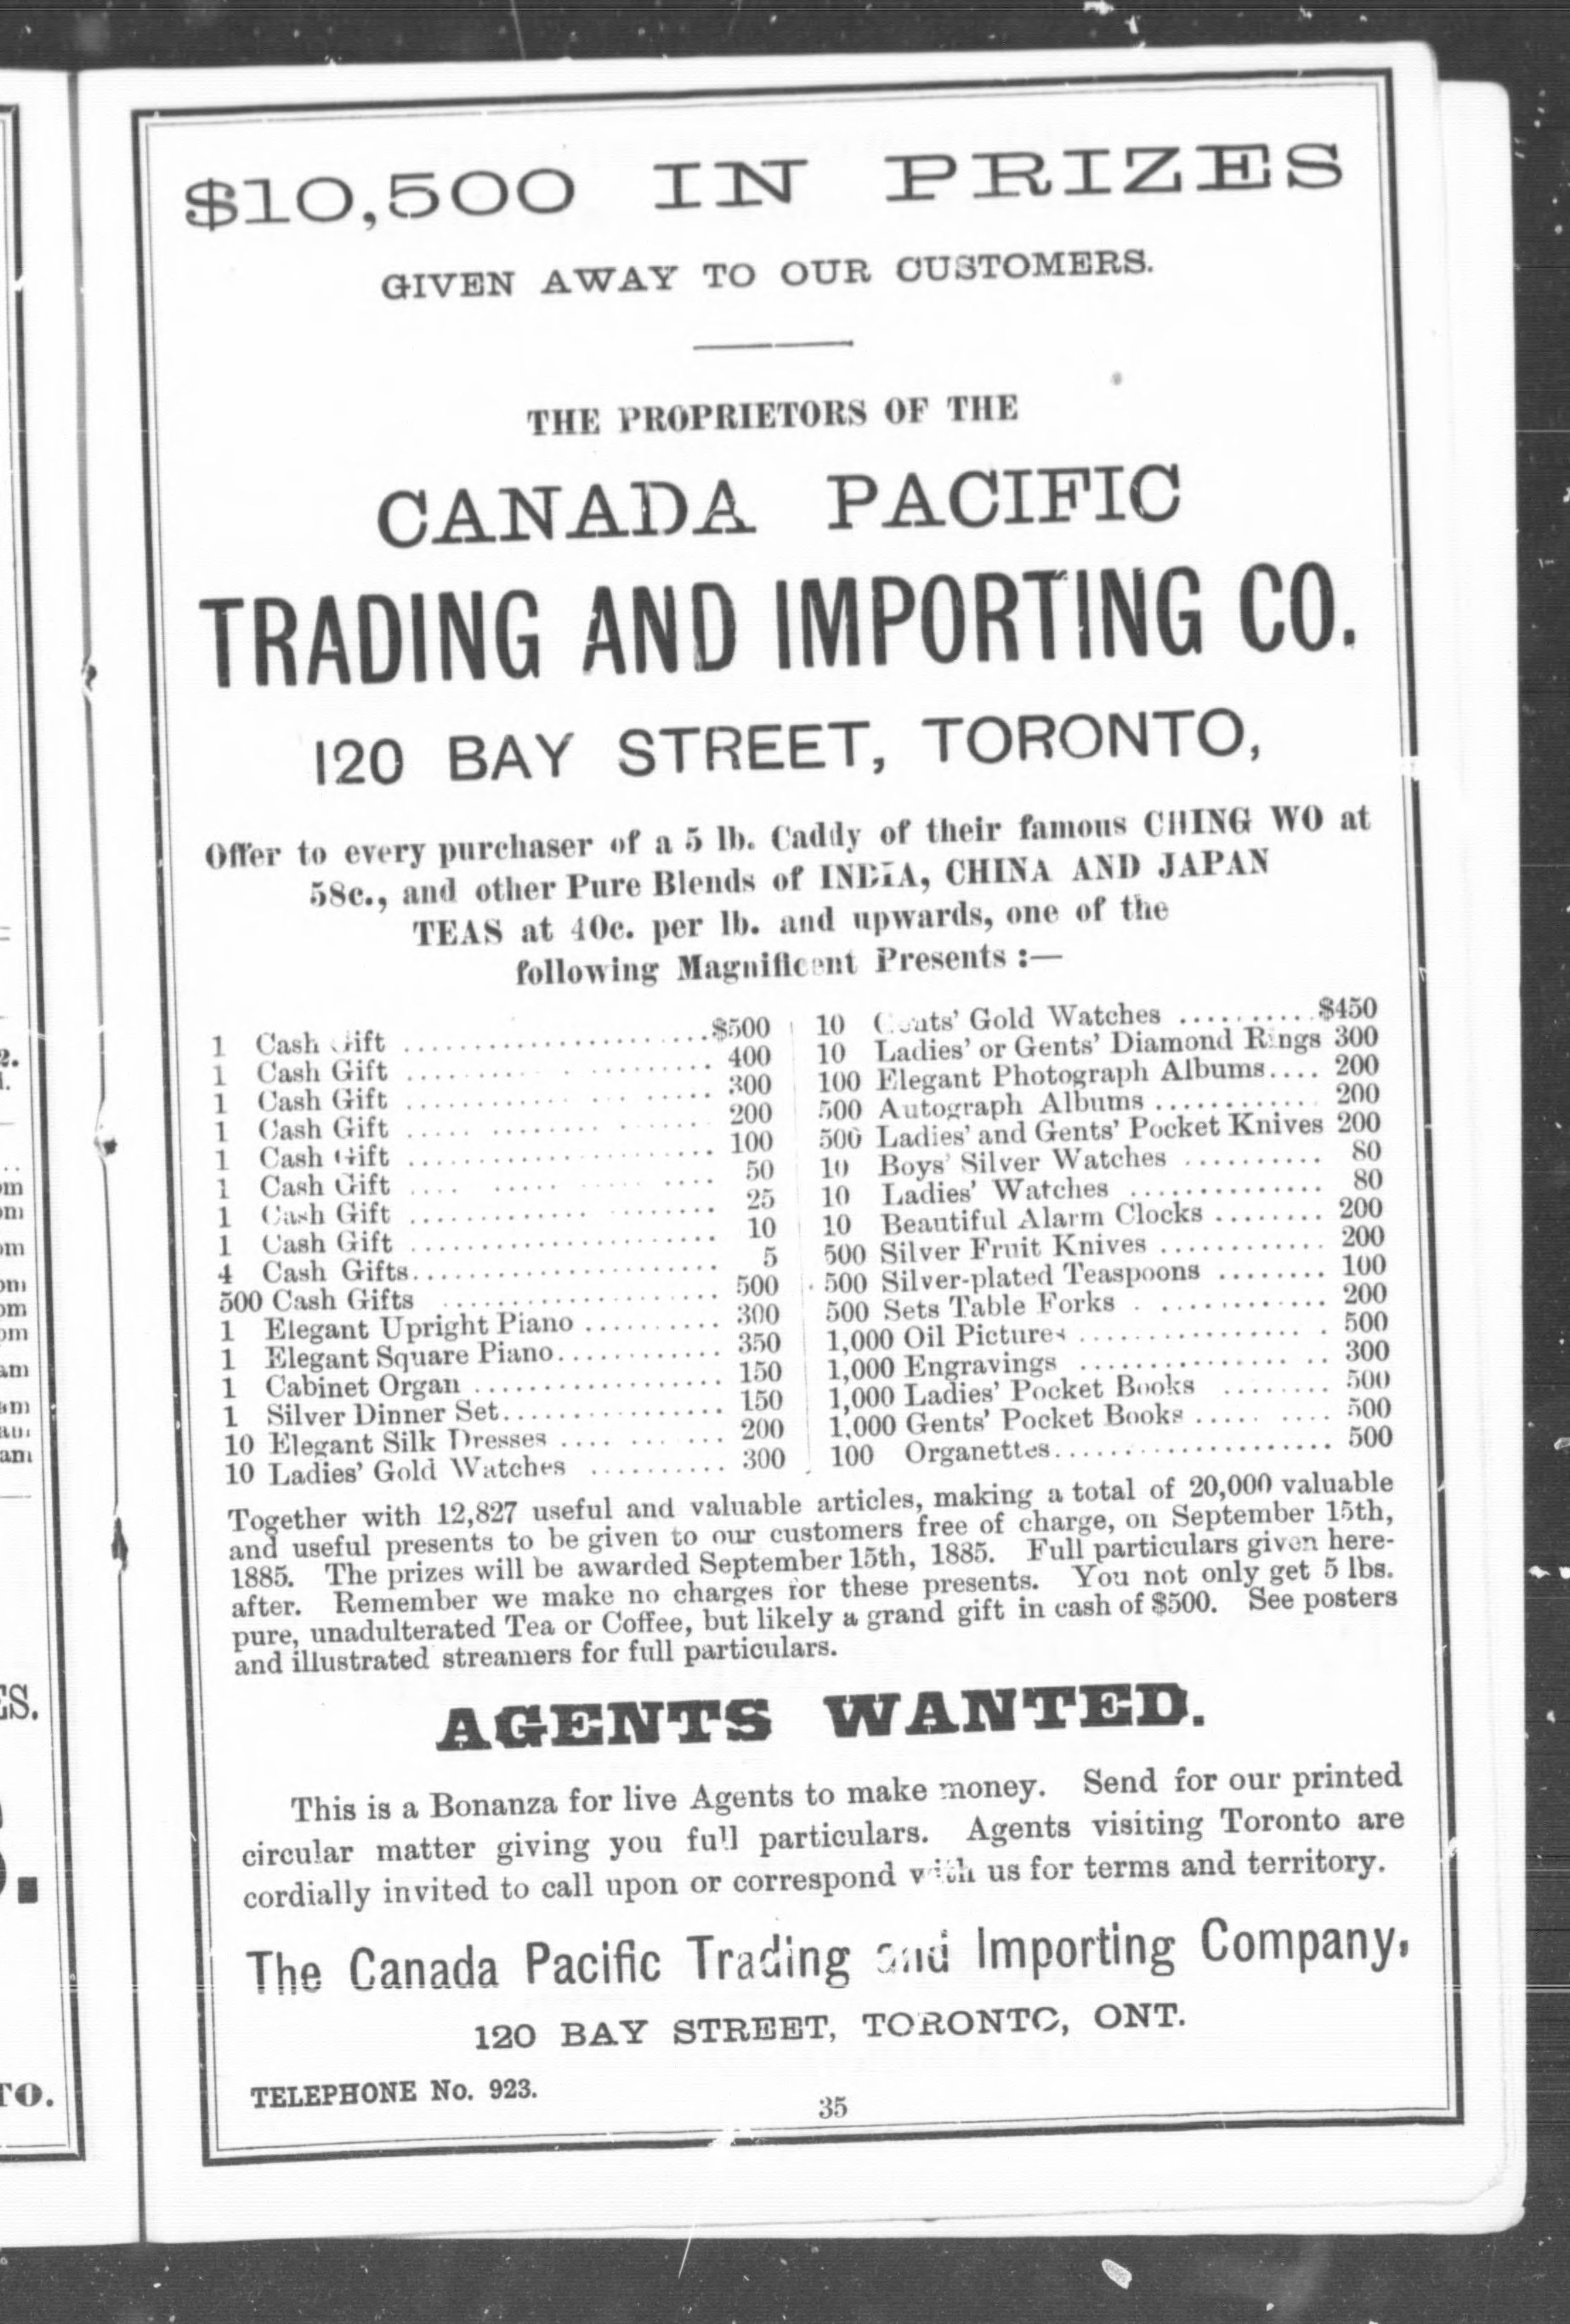 $10,500 IN PRIZES
GIVEN AWAY TO OUR CUSTOMERS.
THE PROPRIETORS OF THE
CANADA PACIFIC
TRADING AND IMPORTING CO.
120 BAY STREET, TORONTO,
Offer to every purchaser of a 5 lb. Caddy of their famous CHING WO at
58c., and other Pure Blends of INDIA, CHINA AND JAPAN
TEAS at 40c. per lb. and upwards, one of the
following Magnificent Presents :—
1 Cash Gift ........................ $500
1 Cash Gift ........................ 400
1 Cash Gift ........................ 300
1 Cash Gift ........................ 200
1 Cash Gift ........................ 100
1 Cash Gift ........................ 50
1 Cash Gift ........................ 25
1 Cash Gift ........................ 10
4 Cash Gifts........................ 5
500 Cash Gifts ........................ 500
1 Elegant Upright Piano .......... 300
1 Elegant Square Piano............ 350
1 Cabinet Organ .................. 150
1 Silver Dinner Set................ 150
10 Elegant Silk Dresses .... ....... 200
10 Ladies' Gold Watches .......... 300
10 Gents' Gold Watches .......... $450
10 Ladies' or Gents' Diamond Rings 300
100 Elegant Photograph Albums.... 200
500 Autograph Albums ............ 200
500 Ladies' and Gents' Pocket Knives 200
10 Boys' Silver Watches .......... 80
10 Ladies' Watches .............. 80
10 Beautiful Alarm Clocks ........ 200
500 Silver Fruit Knives ............ 200
500 Silver-plated Teaspoons ........ 100
500 Sets Table Forks . ............ 200
1,000 Oil Pictures .................. 500
1,000 Engravings .................. 300
1,000 Ladies' Pocket Books ........ 500
1,000 Gents' Pocket Books ..... .... 500
100 Organettes.................... 500
Together with 12,827 useful and valuable articles, making a total of 20,000 valuable
and useful presents to be given to our customers free of charge, on September 15th,
1885. The prizes will be awarded September 15th, 1885. Full particulars given here-
after. Remember we make no charges for these presents. You not only get 5 lbs.
pure, unadulterated Tea or Coffee, but likely a grand gift in cash of $500. See posters
and illustrated streamers for full particulars.
AGENTS WANTED.
This is a Bonanza for live Agents to make money. Send for our printed
circular matter giving you full particulars. Agents visiting Toronto are
cordially invited to call upon or correspond with us for terms and territory.
The Canada Pacific Trading and Importing Company,
120 BAY STREET, TORONTO, ONT.
TELEPHONE No. 923.
35